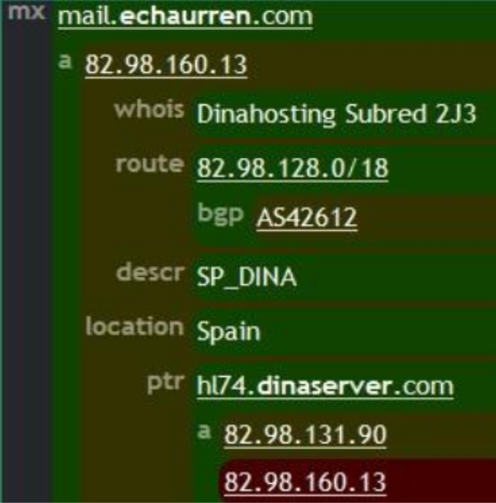 mx mail.echaurren.com
a 82.98.160.13
whois Dinahosting Subred 2J3
route 82.98.128.0/18
bgp AS42612
descr SP_DINA
location Spain
ptr hl74.dinaserver.com
a 82.98.131.90
82.98.160.13